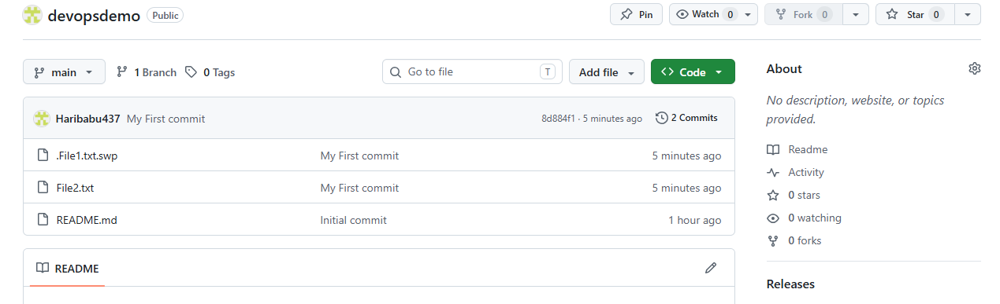 devopsdemo Public Pin Watch 0 Fork 0 Star 0
main 1 Branch 0 Tags Go to file T Add file Code
Haribabu437 My First commit 8d884f1 · 5 minutes ago 2 Commits
.File1.txt.swp My First commit 5 minutes ago
File2.txt My First commit 5 minutes ago
README.md Initial commit 1 hour ago
README
About
No description, website, or topics
provided.
Readme
Activity
0 stars
0 watching
0 forks
Releases